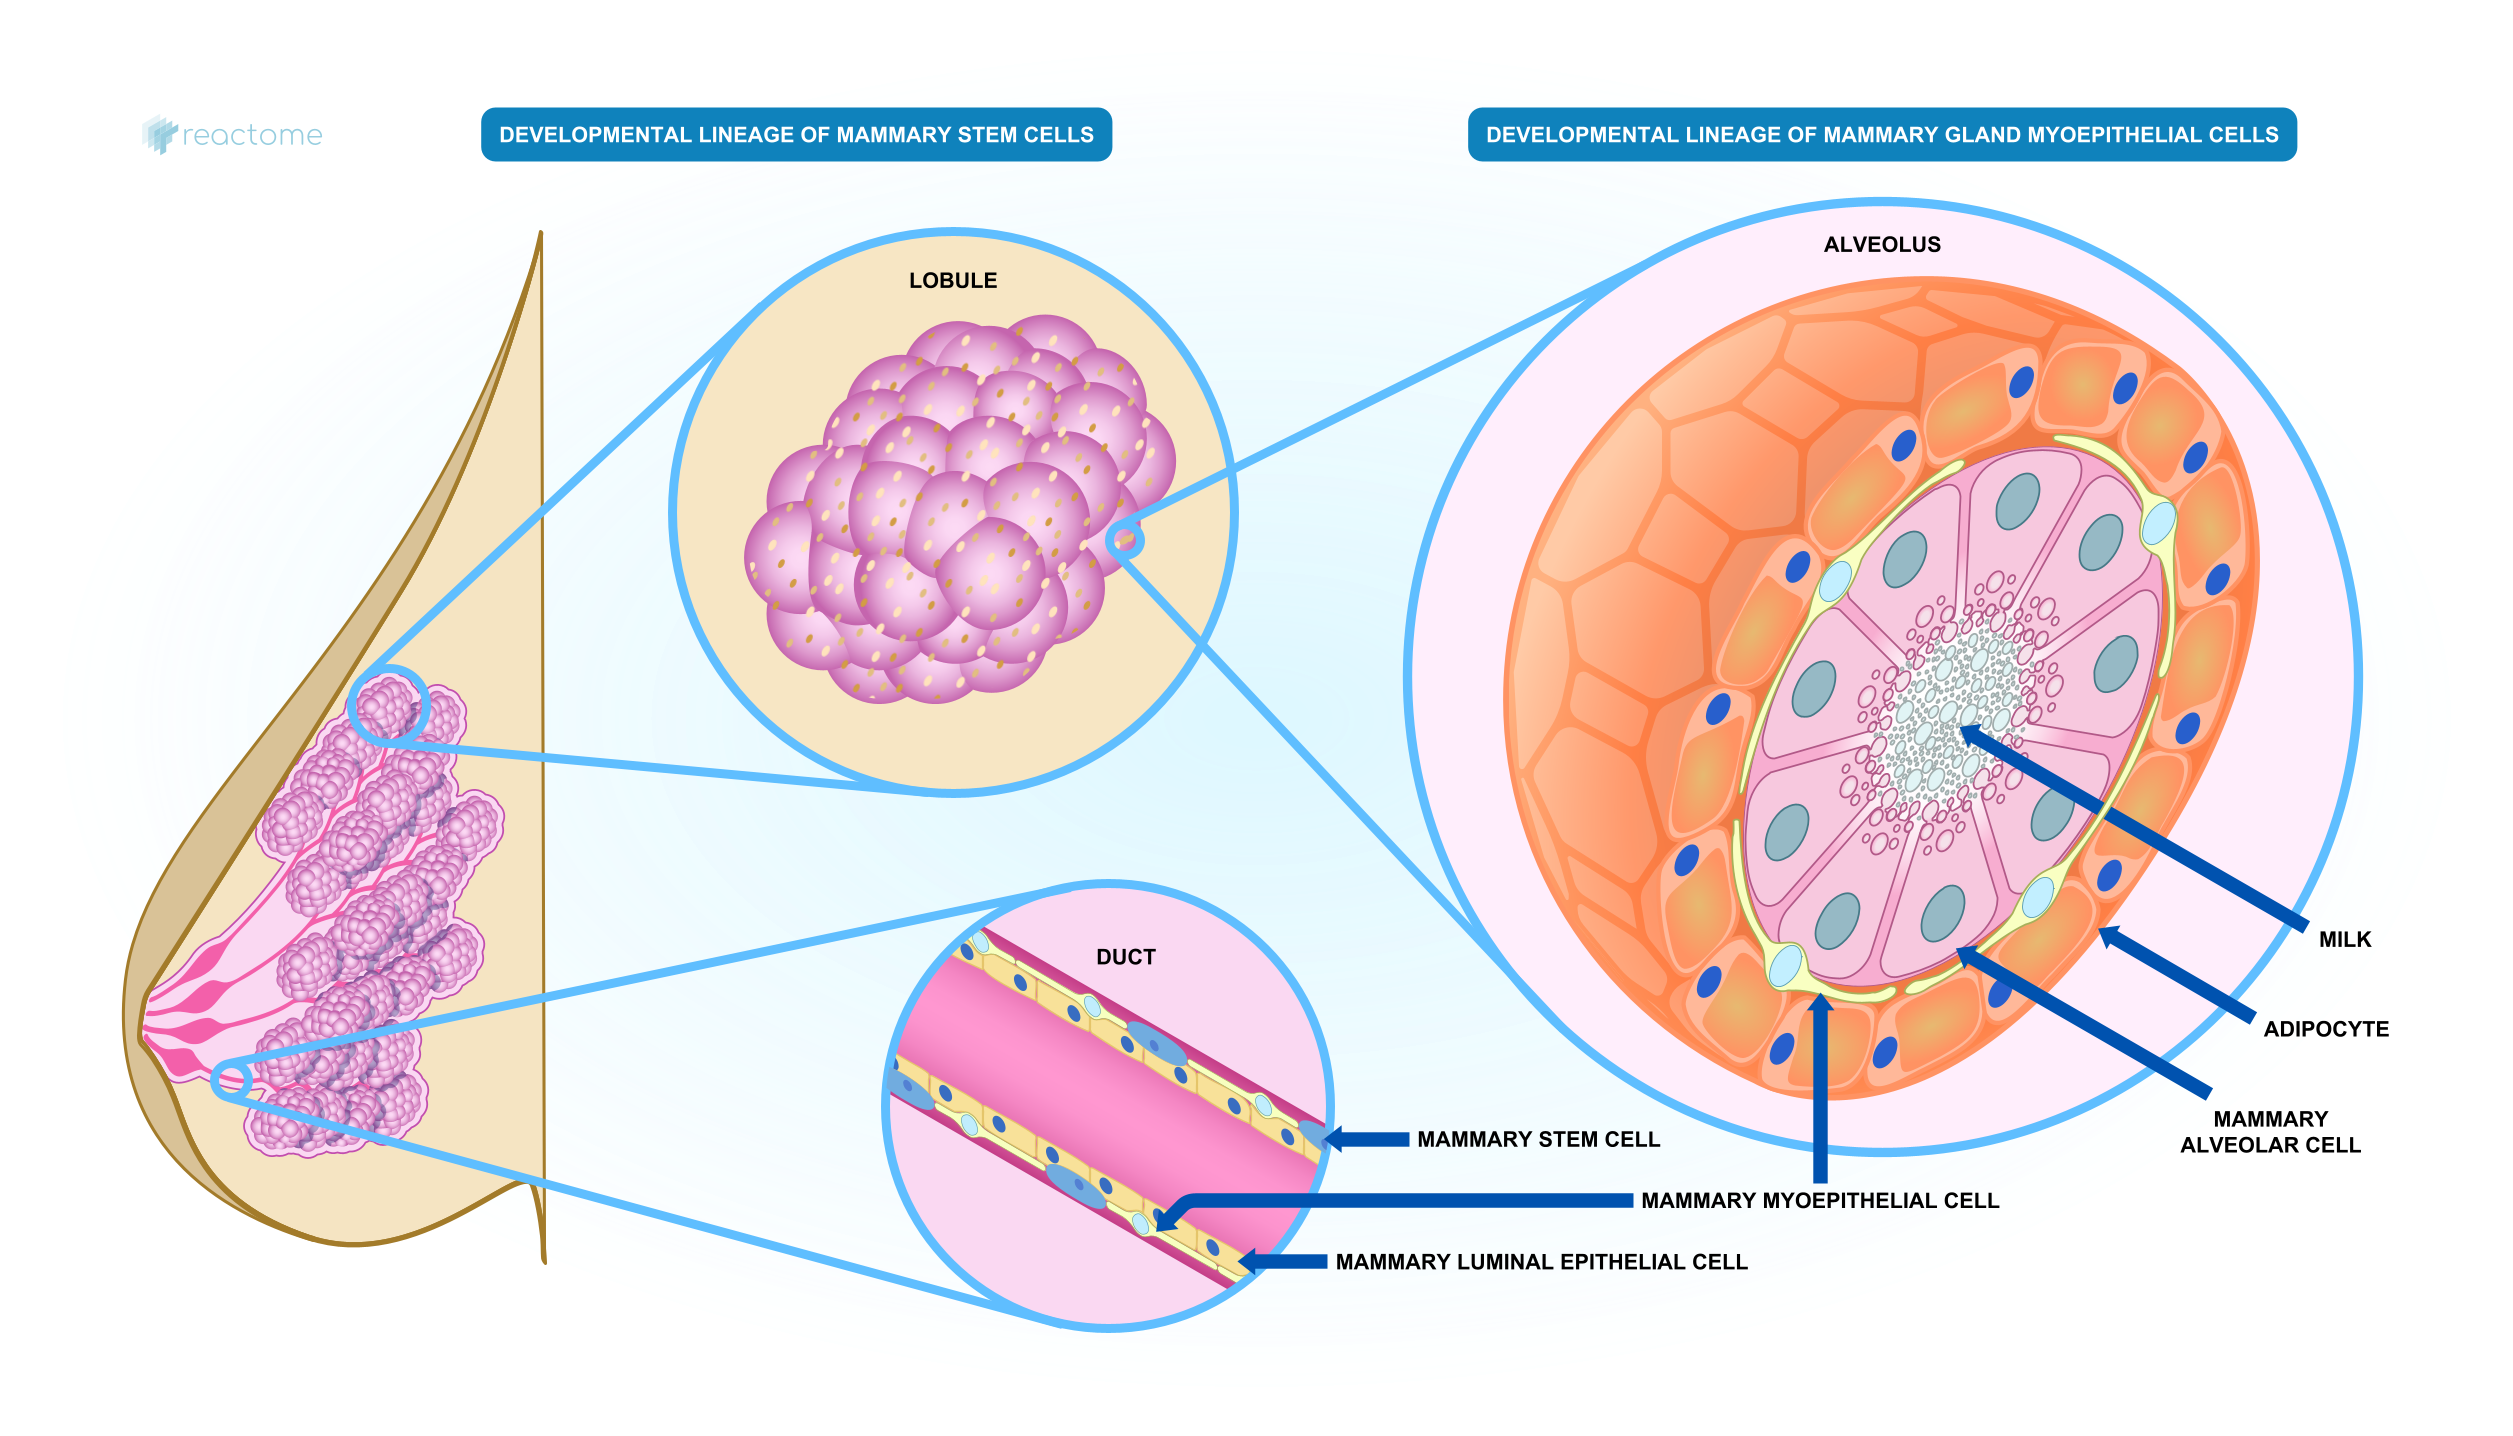 reactome
DEVELOPMENTAL LINEAGE OF MAMMARY STEM CELLS
DEVELOPMENTAL LINEAGE OF MAMMARY GLAND MYOEPITHELIAL CELLS
LOBULE
ALVEOLUS
DUCT
MILK
ADIPOCYTE
MAMMARY
ALVEOLAR CELL
MAMMARY STEM CELL
MAMMARY MYOEPITHELIAL CELL
MAMMARY LUMINAL EPITHELIAL CELL